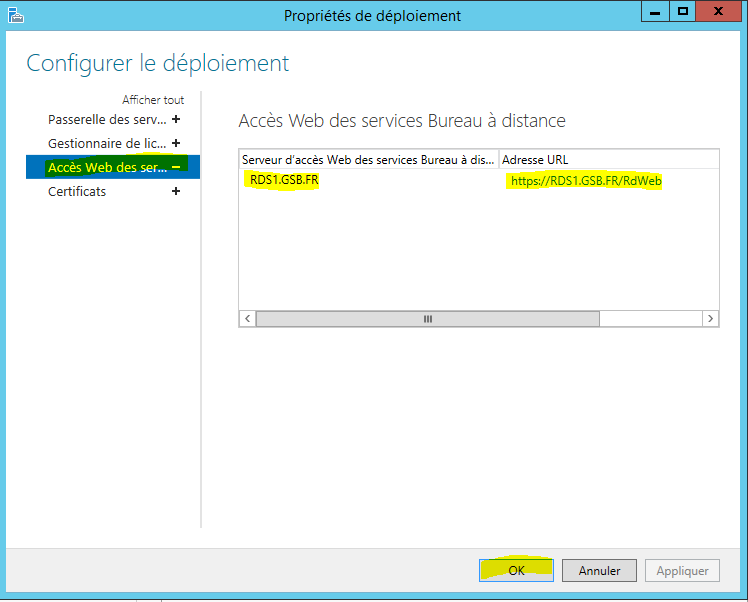 Propriétés de déploiement
Configurer le déploiement
Afficher tout
Passerelle des serv... +
Gestionnaire de lic... +
Accès Web des ser... –
Certificats +
Accès Web des services Bureau à distance
Serveur d'accès Web des services Bureau à dis... Adresse URL
RDS1.GSB.FR https://RDS1.GSB.FR/RdWeb
OK Annuler Appliquer